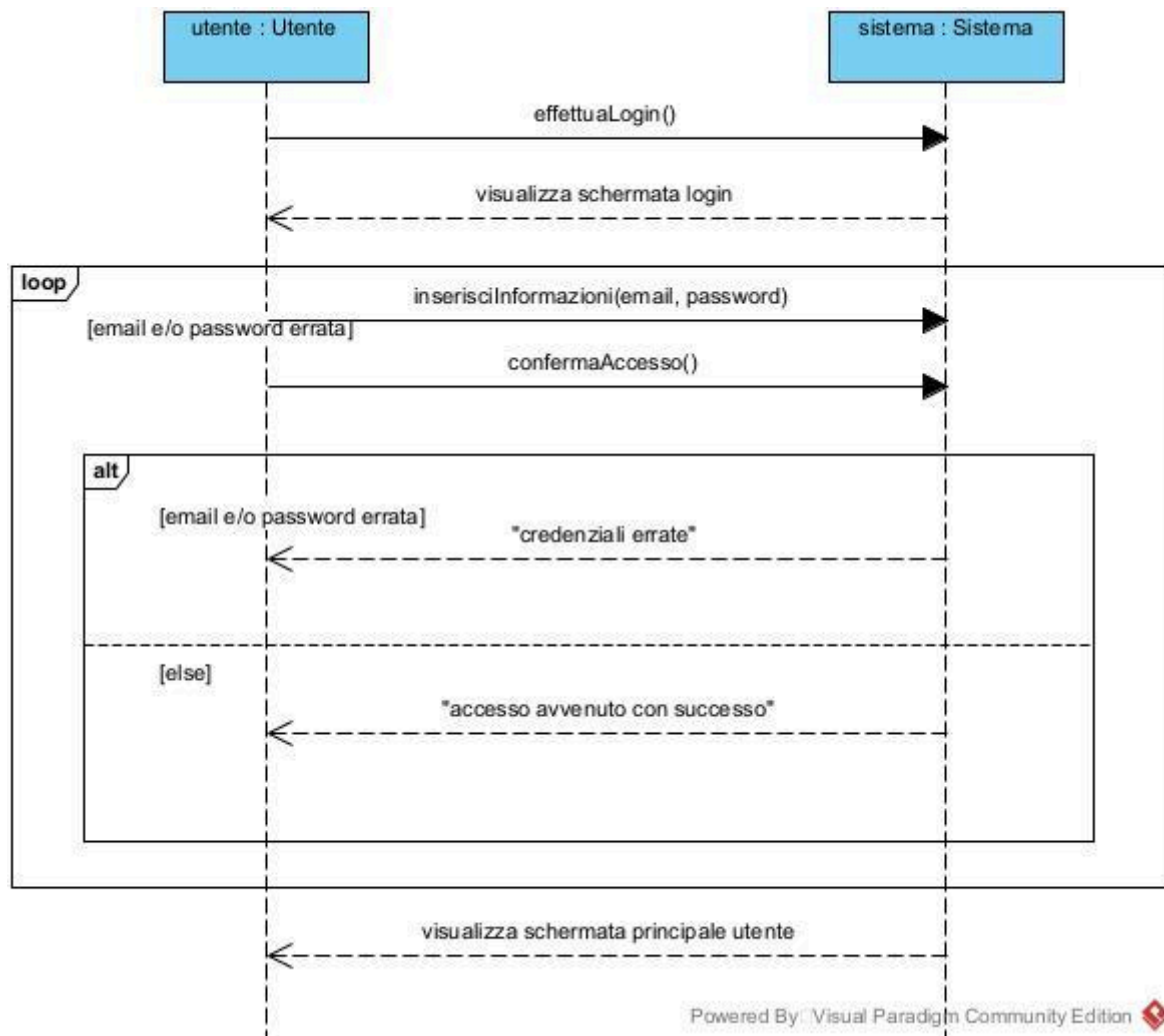 utente : Utente
sistema : Sistema
effettuaLogin()
visualizza schermata login
loop
inserisciInformazioni(email, password)
[email e/o password errata]
confermaAccesso()
alt
[email e/o password errata]
"credenziali errate"
[else]
"accesso avvenuto con successo"
visualizza schermata principale utente
Powered By: Visual Paradigm Community Edition